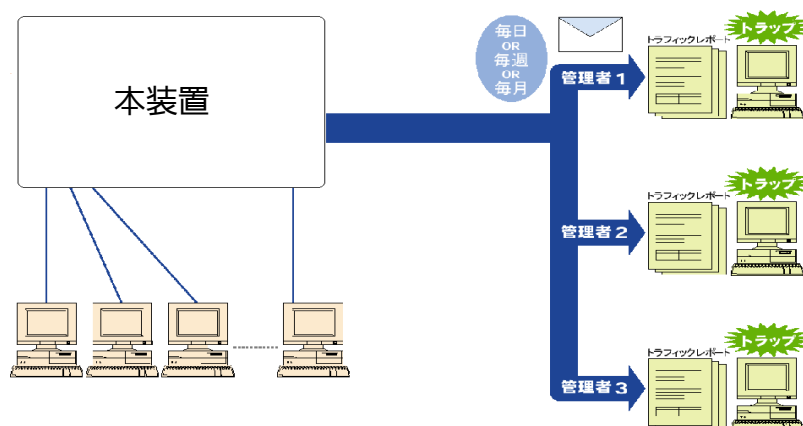 本装置
毎日
OR
毎週
OR
毎月
管理者1
トラフィックレポート
トラップ
管理者2
トラフィックレポート
トラップ
管理者3
トラフィックレポート
トラップ